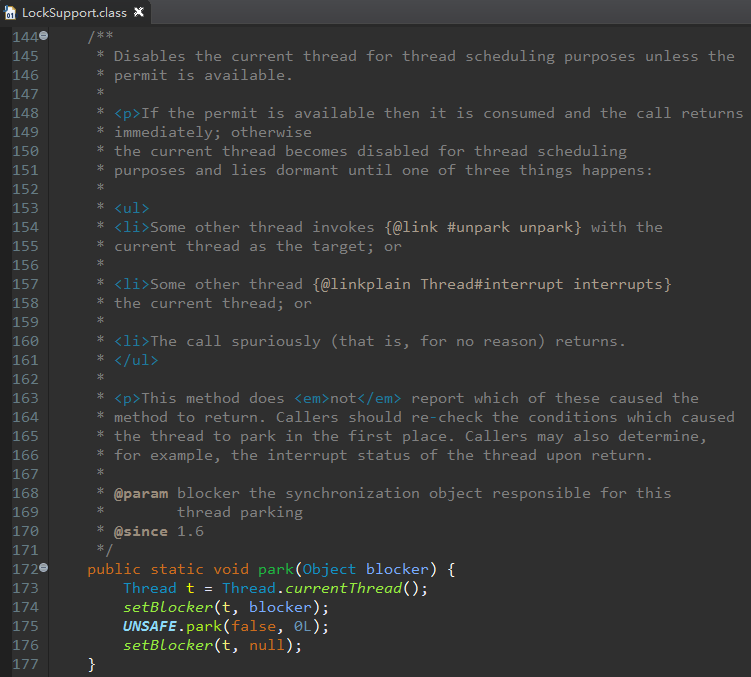 LockSupport.class
144 /**
145 * Disables the current thread for thread scheduling purposes unless the
146 * permit is available.
147 *
148 * <p>If the permit is available then it is consumed and the call returns
149 * immediately; otherwise
150 * the current thread becomes disabled for thread scheduling
151 * purposes and lies dormant until one of three things happens:
152 *
153 * <ul>
154 * <li>Some other thread invokes {@link #unpark unpark} with the
155 * current thread as the target; or
156 *
157 * <li>Some other thread {@linkplain Thread#interrupt interrupts}
158 * the current thread; or
159 *
160 * <li>The call spuriously (that is, for no reason) returns.
161 * </ul>
162 *
163 * <p>This method does <em>not</em> report which of these caused the
164 * method to return. Callers should re-check the conditions which caused
165 * the thread to park in the first place. Callers may also determine,
166 * for example, the interrupt status of the thread upon return.
167 *
168 * @param blocker the synchronization object responsible for this
169 *        thread parking
170 * @since 1.6
171 */
172 public static void park(Object blocker) {
173     Thread t = Thread.currentThread();
174     setBlocker(t, blocker);
175     UNSAFE.park(false, 0L);
176     setBlocker(t, null);
177 }